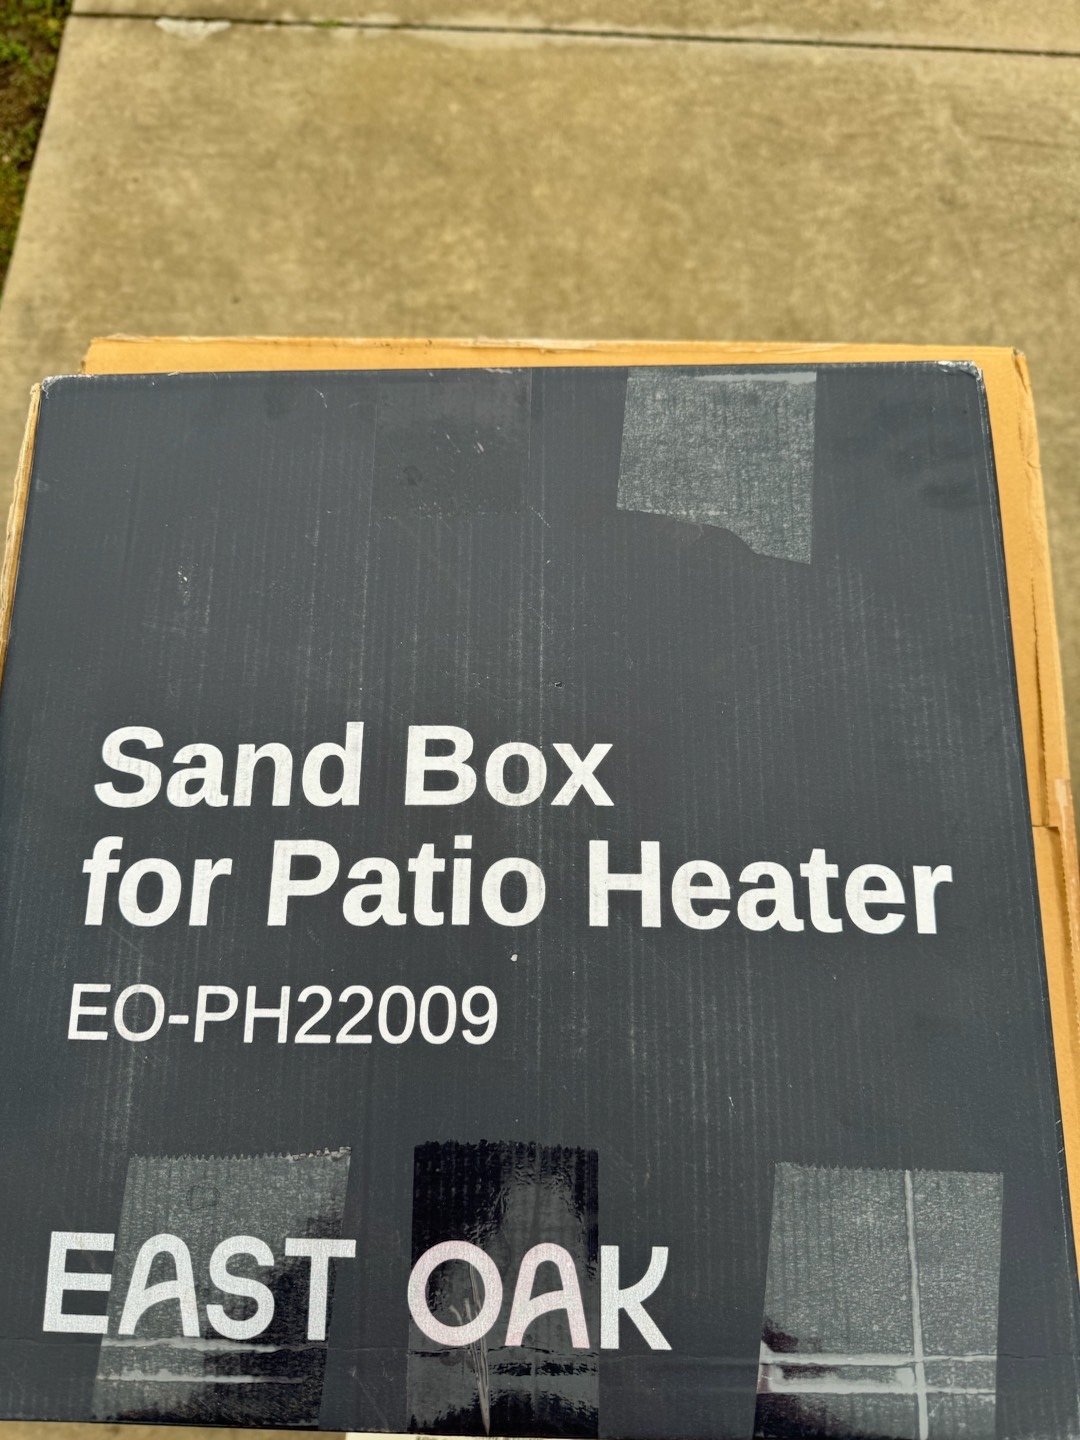 Sand Box
for Patio Heater
EO-PH22009
EAST OAK